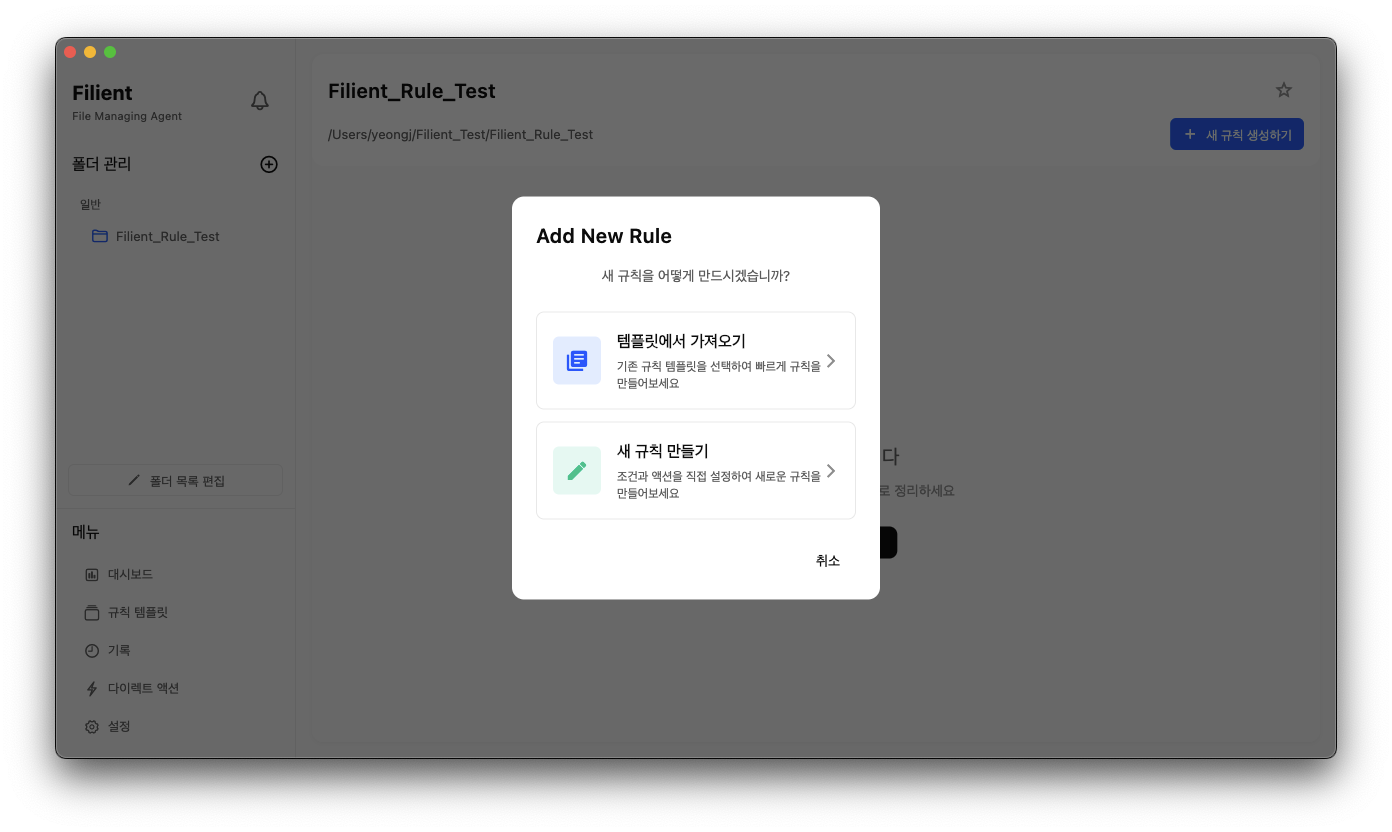 Filient
File Managing Agent
폴더 관리
일반
Filient_Rule_Test
폴더 목록 편집
메뉴
대시보드
규칙 템플릿
기록
다이렉트 액션
설정
Filient_Rule_Test
/Users/yeongj/Filient_Test/Filient_Rule_Test
새 규칙 생성하기
다
로 정리하세요
Add New Rule
새 규칙을 어떻게 만드시겠습니까?
템플릿에서 가져오기
기존 규칙 템플릿을 선택하여 빠르게 규칙을
만들어보세요
새 규칙 만들기
조건과 액션을 직접 설정하여 새로운 규칙을
만들어보세요
취소